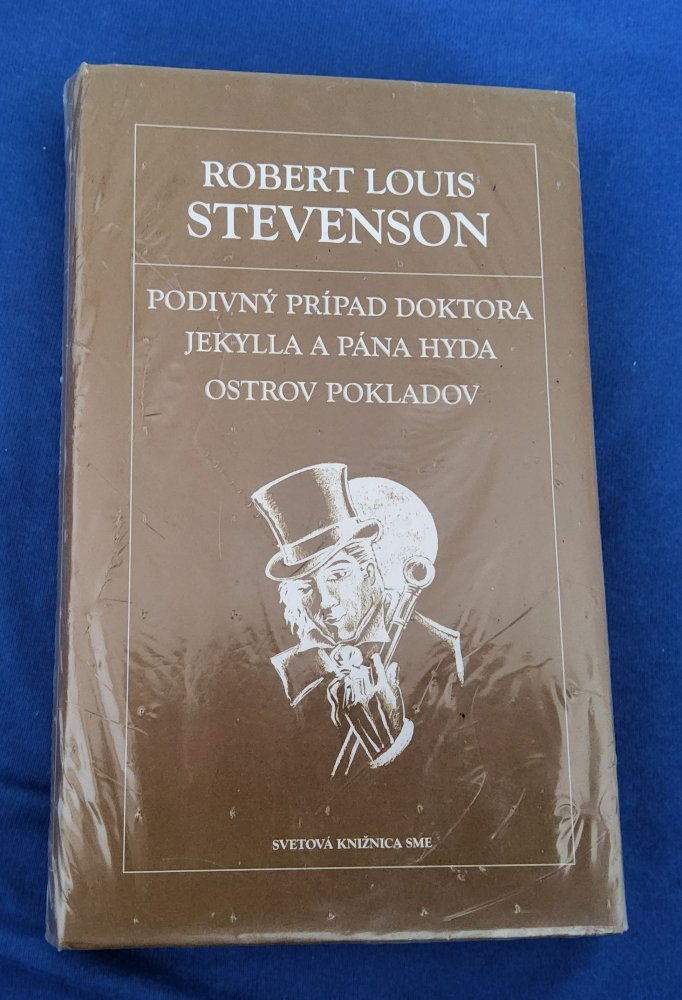 ROBERT LOUIS
STEVENSON
PODIVNÝ PRÍPAD DOKTORA
JEKYLLA A PÁNA HYDA
OSTROV POKLADOV
SVETOVÁ KNIŽNICA SME